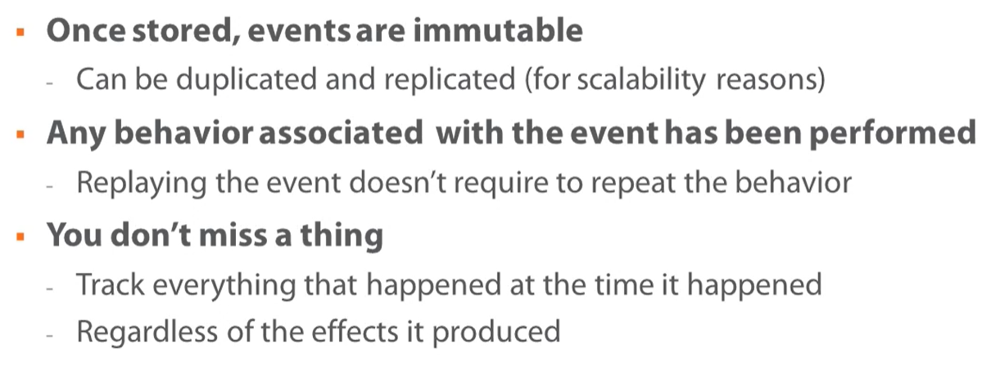 ▪ Once stored, events are immutable
- Can be duplicated and replicated (for scalability reasons)
▪ Any behavior associated with the event has been performed
- Replaying the event doesn’t require to repeat the behavior
▪ You don’t miss a thing
- Track everything that happened at the time it happened
- Regardless of the effects it produced